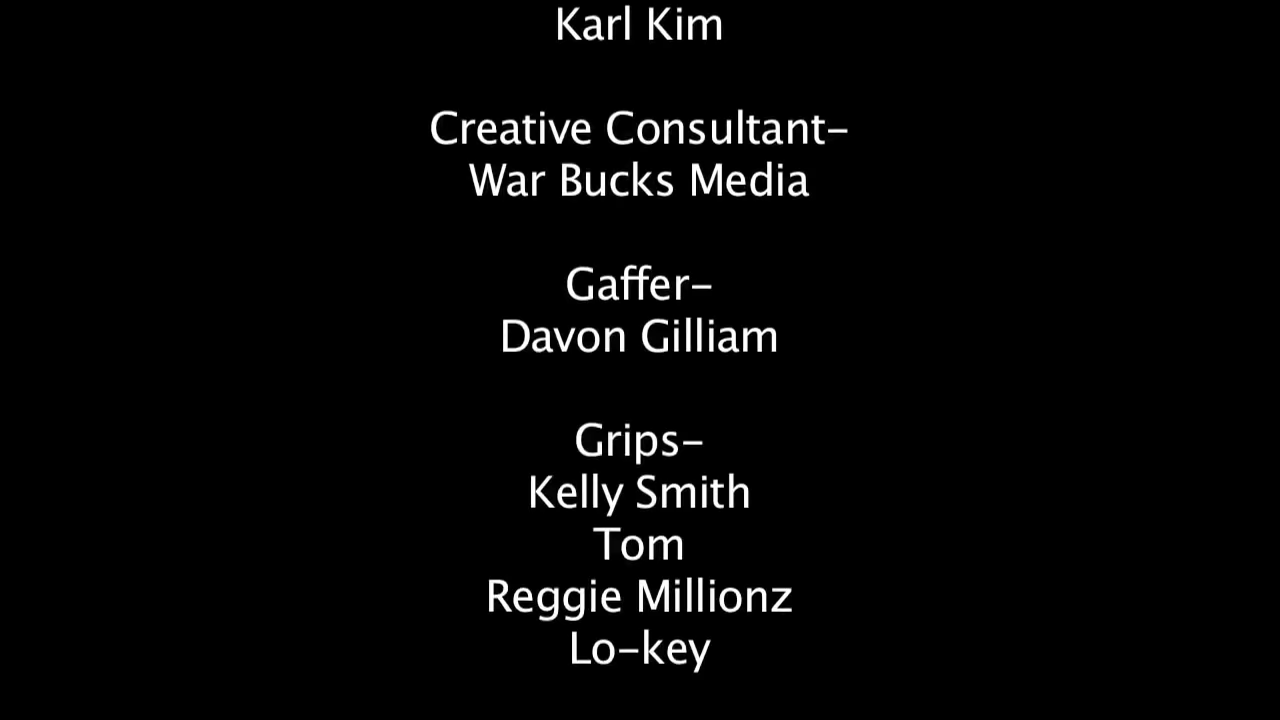 Karl Kim
Creative Consultant-
War Bucks Media
Gaffer-
Davon Gilliam
Grips-
Kelly Smith
Tom
Reggie Millionz
Lo-key